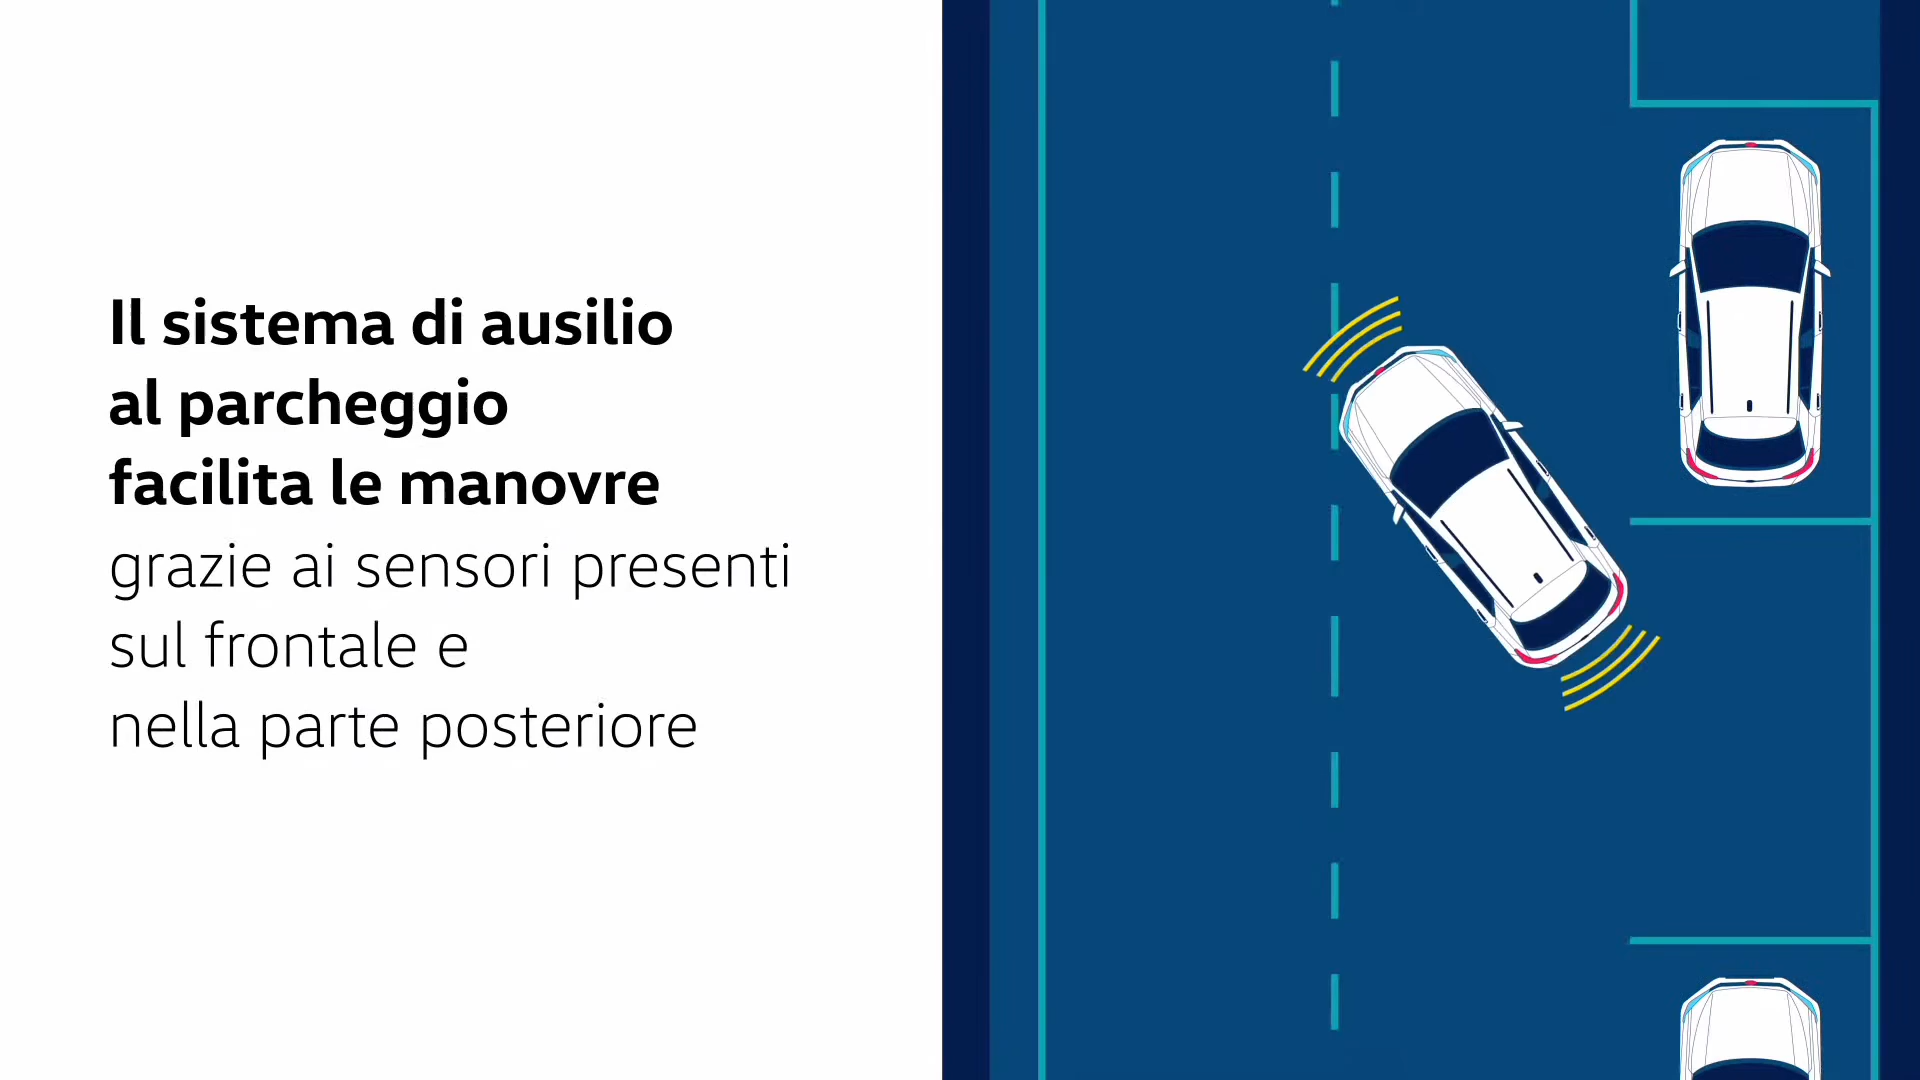 Il sistema di ausilio
al parcheggio
facilita le manovre
grazie ai sensori presenti
sul frontale e
nella parte posteriore